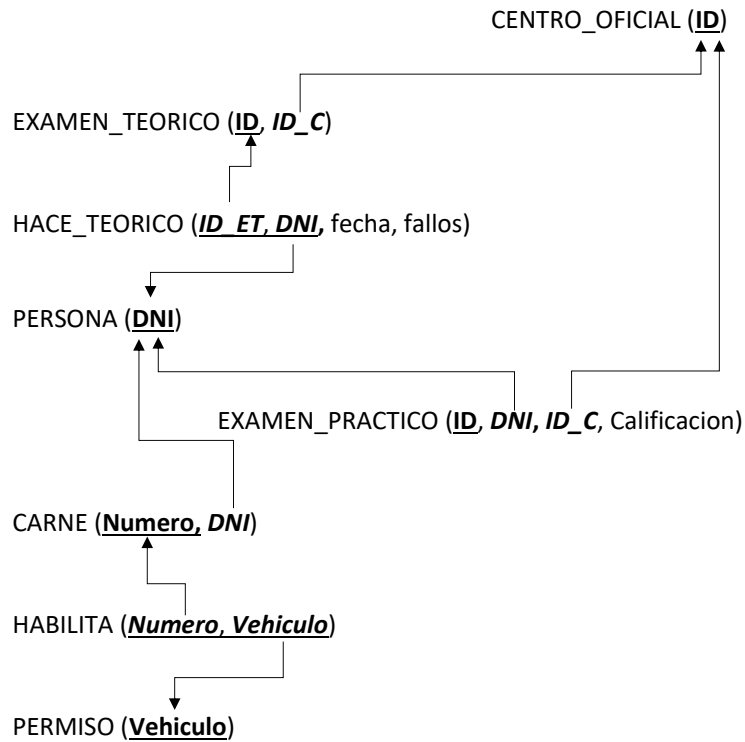 CENTRO_OFICIAL (ID)
EXAMEN_TEORICO (ID, ID_C)
HACE_TEORICO (ID_ET, DNI, fecha, fallos)
PERSONA (DNI)
EXAMEN_PRACTICO (ID, DNI, ID_C, Calificacion)
CARNE (Numero, DNI)
HABILITA (Numero, Vehiculo)
PERMISO (Vehiculo)